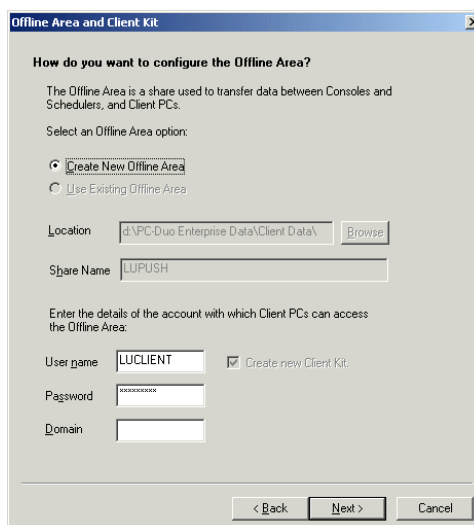 Offline Area and Client Kit
How do you want to configure the Offline Area?
The Offline Area is a share used to transfer data between Consoles and
Schedulers, and Client PCs.
Select an Offline Area option:
Create New Offline Area
Use Existing Offline Area
Location d:\PC-Duo Enterprise Data\Client Data\ Browse
Share Name LUPUSH
Enter the details of the account with which Client PCs can access
the Offline Area:
User name LUCLIENT Create new Client Kit.
Password xxxxxxxxx
Domain
< Back Next > Cancel